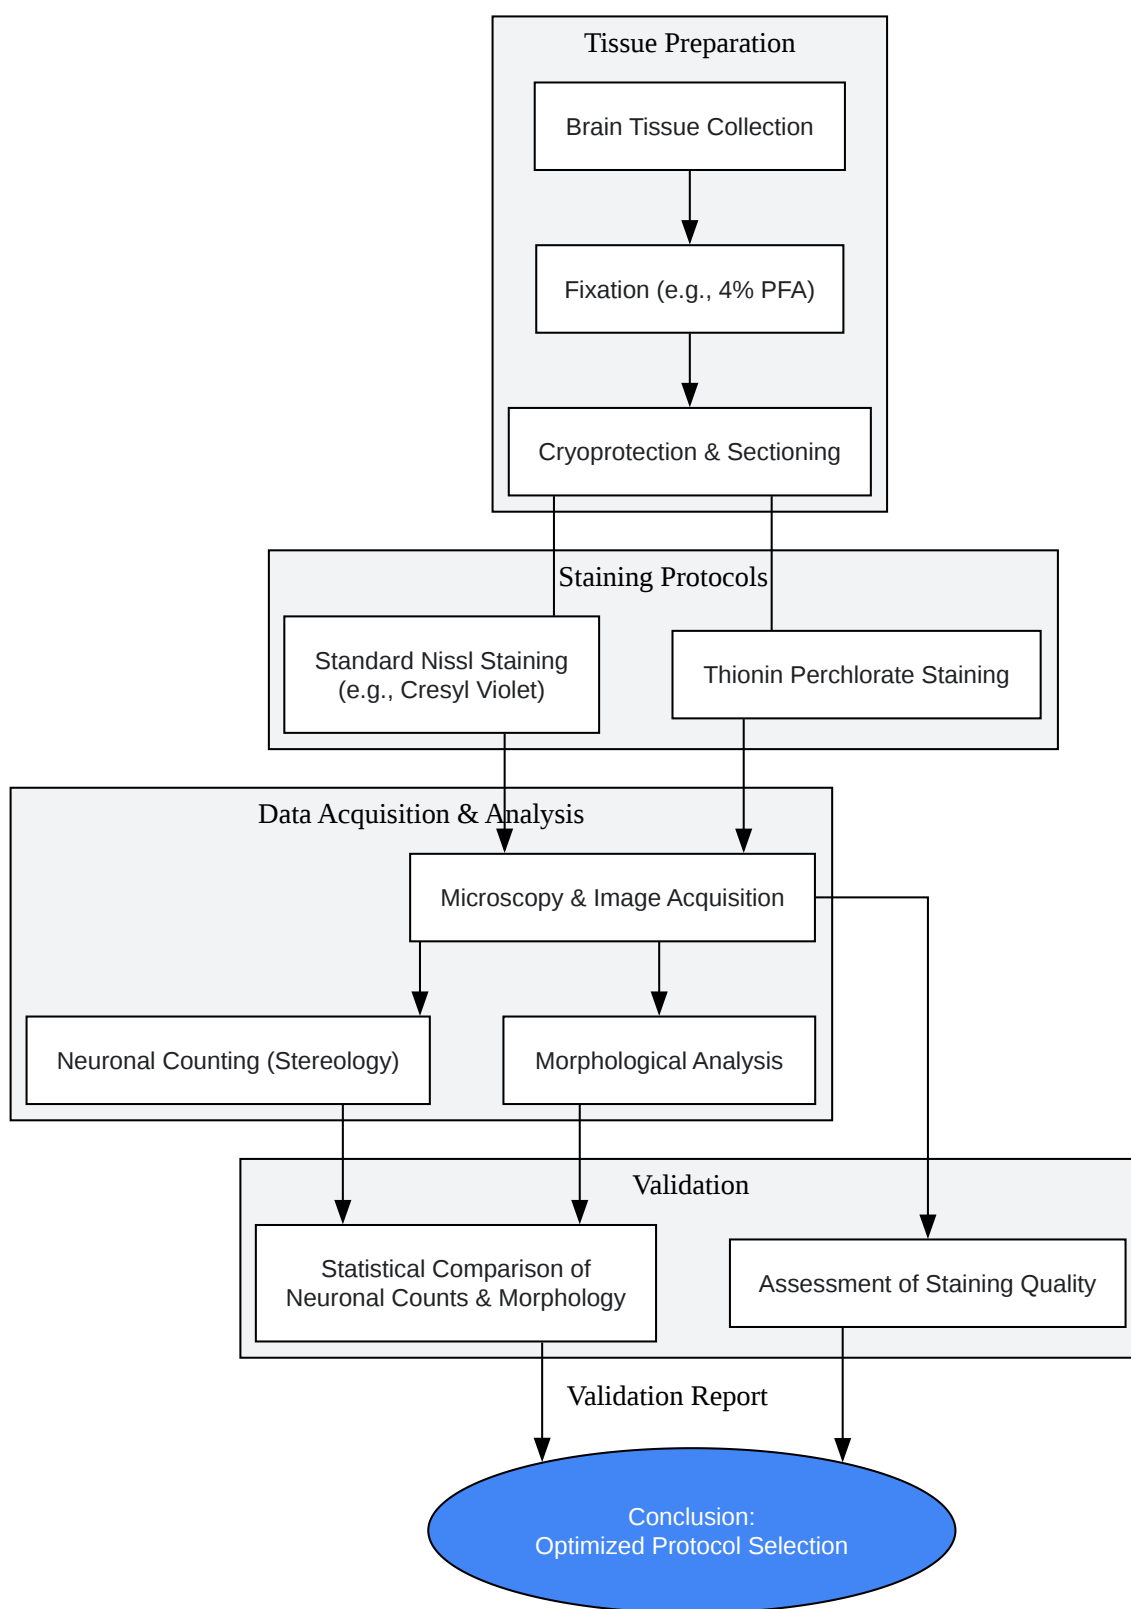 Tissue Preparation
Brain Tissue Collection
Fixation (e.g., 4% PFA)
Cryoprotection & Sectioning
Staining Protocols
Standard Nissl Staining
(e.g., Cresyl Violet)
Thionin Perchlorate Staining
Data Acquisition & Analysis
Microscopy & Image Acquisition
Neuronal Counting (Stereology)
Morphological Analysis
Validation
Statistical Comparison of
Neuronal Counts & Morphology
Assessment of Staining Quality
Validation Report
Conclusion:
Optimized Protocol Selection